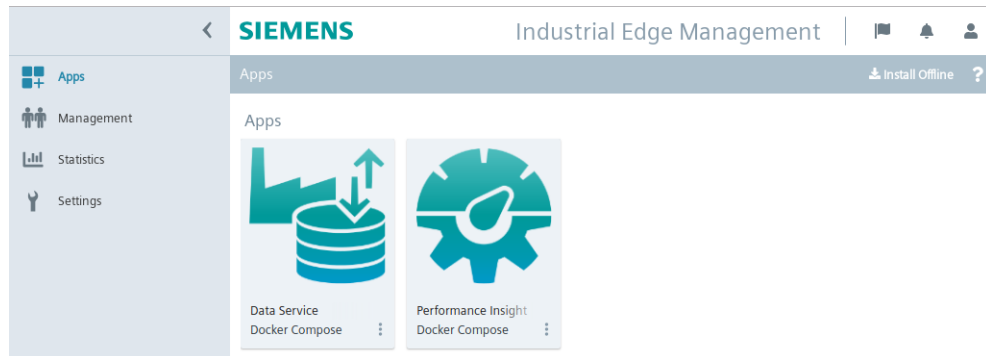 SIEMENS
Industrial Edge Management
Apps
Management
Statistics
Settings
Apps
Install Offline
?
Apps
Data Service
Docker Compose
Performance Insight
Docker Compose